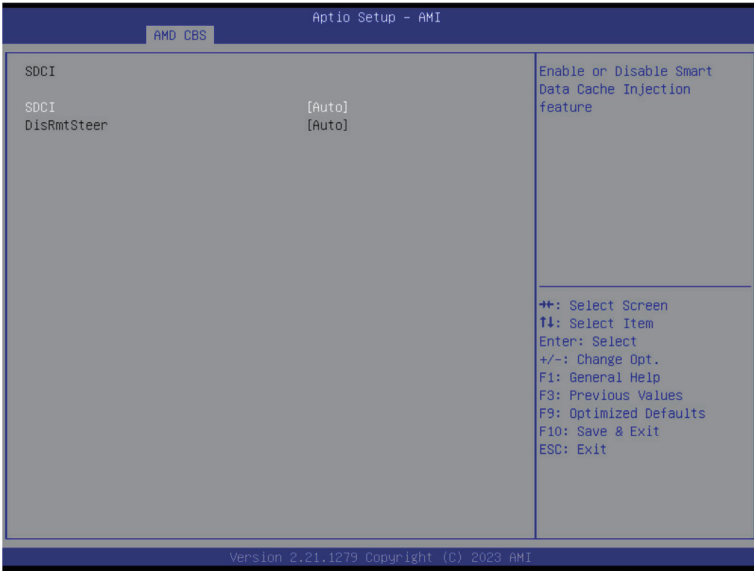 Aptio Setup – AMI
AMD CBS
SDCI
SDCI [Auto]
DisRmtSteer [Auto]
Enable or Disable Smart
Data Cache Injection
feature
→←: Select Screen
↑↓: Select Item
Enter: Select
+/-: Change Opt.
F1: General Help
F3: Previous Values
F9: Optimized Defaults
F10: Save & Exit
ESC: Exit
Version 2.21.1279 Copyright (C) 2023 AMI